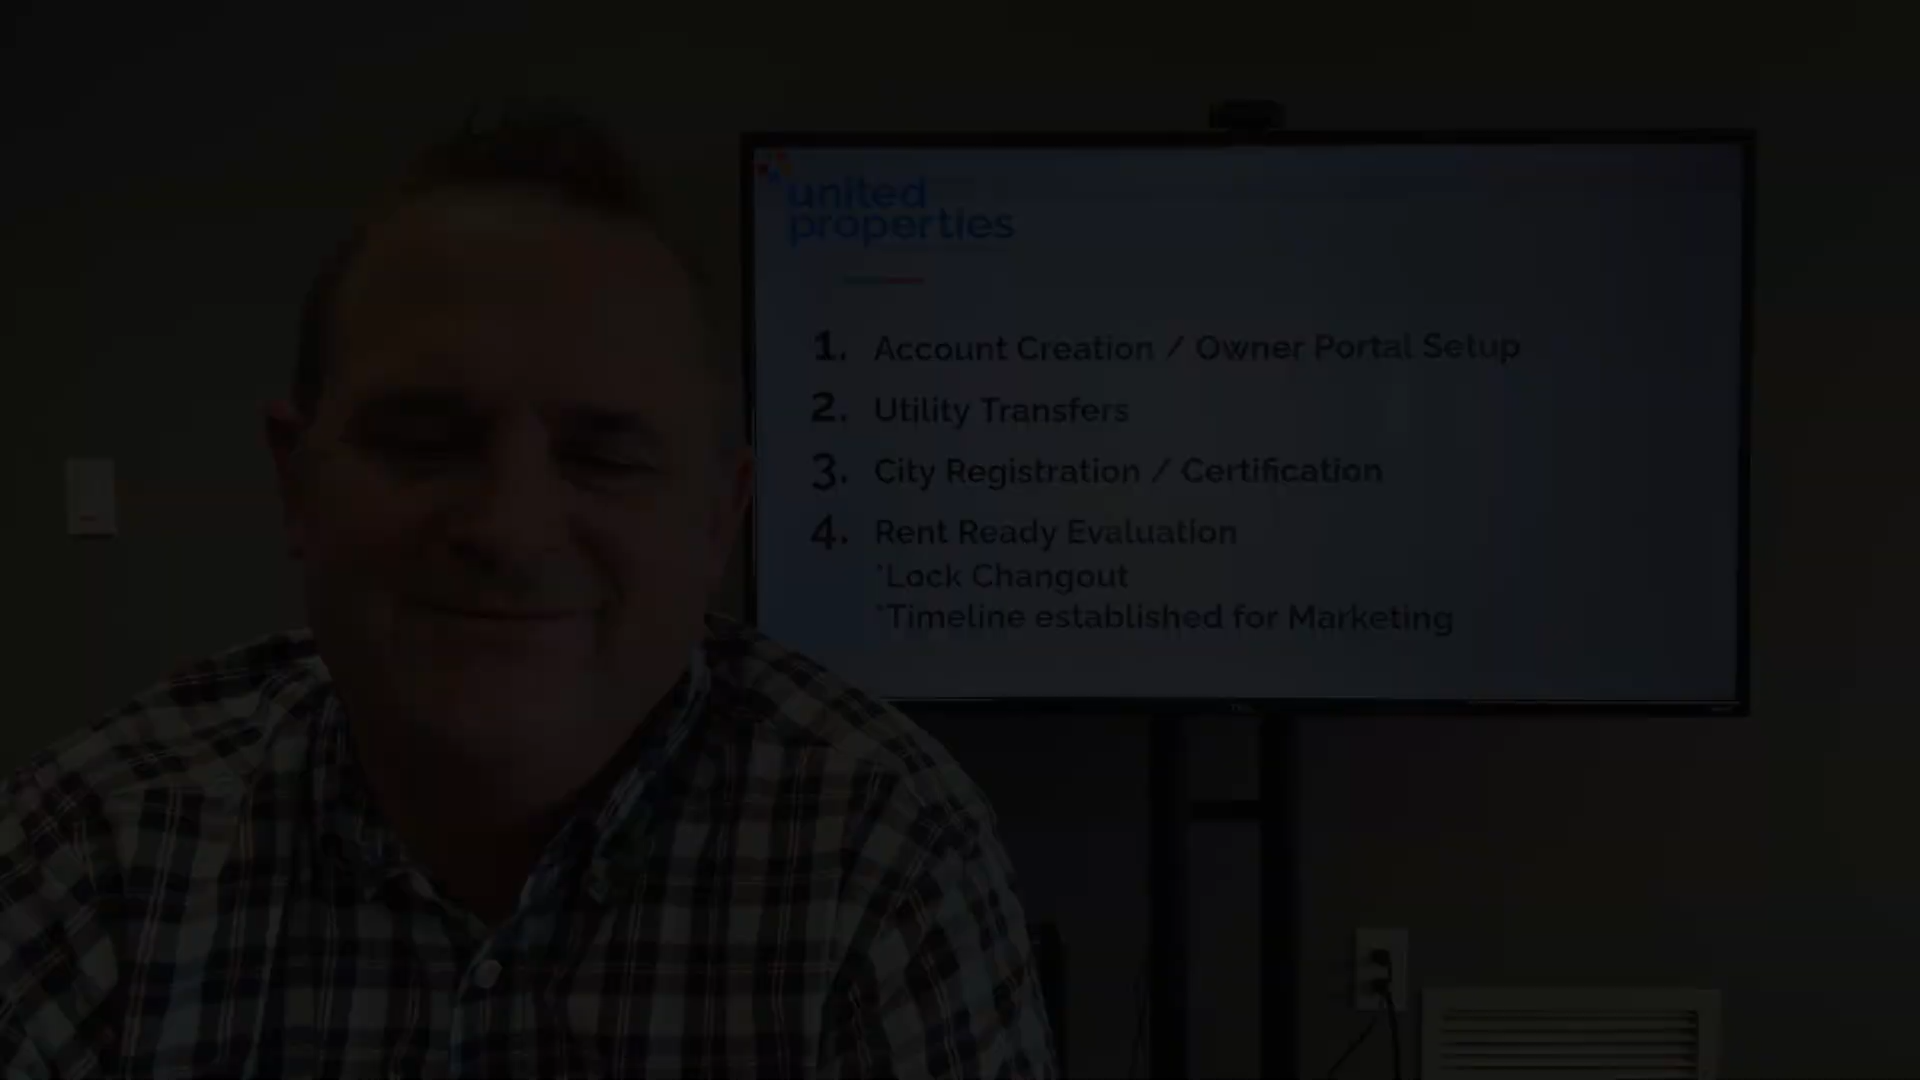 united
properties
1. Account Creation / Owner Portal Setup
2. Utility Transfers
3. City Registration / Certification
4. Rent Ready Evaluation
*Lock Changout
*Timeline established for Marketing